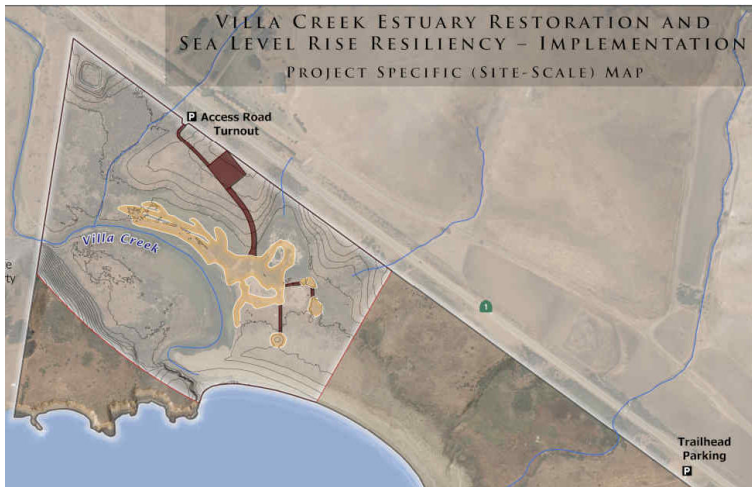 VILLA CREEK ESTUARY RESTORATION AND
SEA LEVEL RISE RESILIENCY – IMPLEMENTATION
PROJECT SPECIFIC (SITE-SCALE) MAP
P Access Road
Turnout
Villa Creek
1
Trailhead
Parking
P